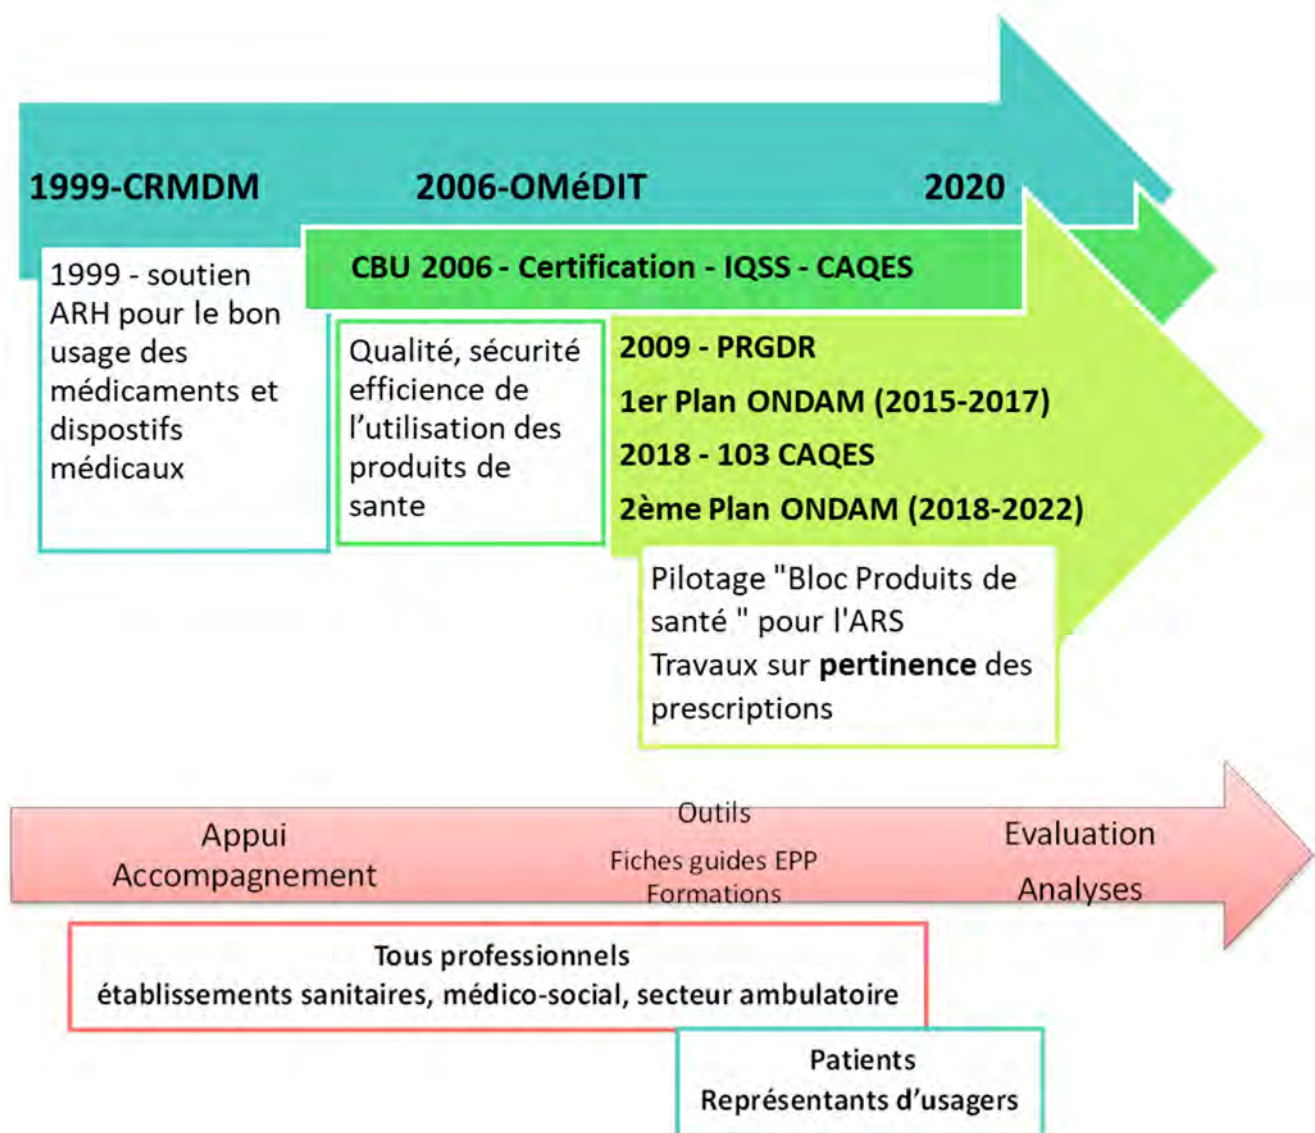 1999-CRMDM
2006-OMéDIT
2020
CBU 2006 - Certification - IQSS - CAQES
1999 - soutien
ARH pour le bon
usage des
médicaments et
dispostifs
médicaux
Qualité, sécurité
efficience de
l'utilisation des
produits de
sante
2009 - PRGDR
1er Plan ONDAM (2015-2017)
2018 - 103 CAQES
2ème Plan ONDAM (2018-2022)
Pilotage "Bloc Produits de
santé " pour l'ARS
Travaux sur pertinence des
prescriptions
Appui
Accompagnement
Outils
Fiches guides EPP
Formations
Evaluation
Analyses
Tous professionnels
établissements sanitaires, médico-social, secteur ambulatoire
Patients
Représentants d'usagers